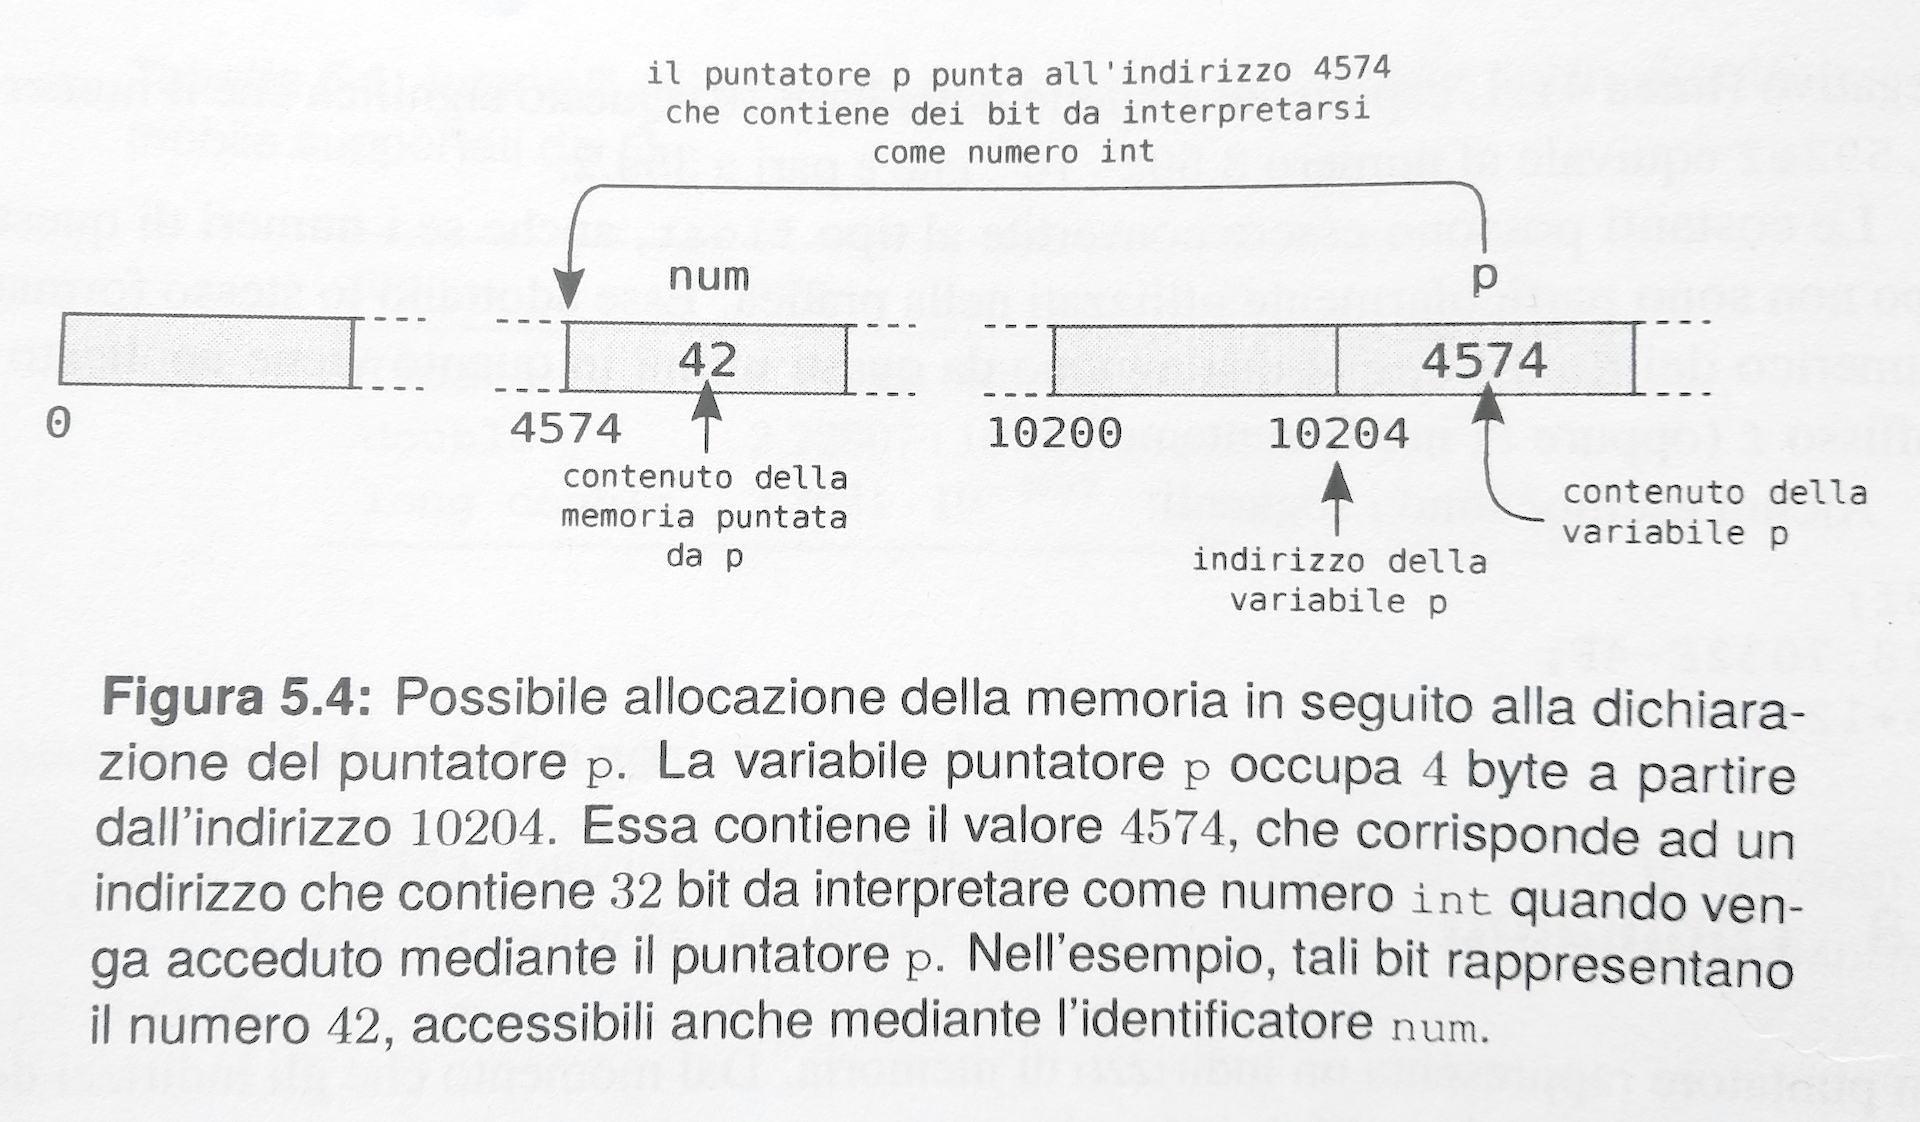 il puntatore p punta all'indirizzo 4574
che contiene dei bit da interpretarsi
come numero int
num
p
42
4574
0
4574
10200
10204
contenuto della
memoria puntata
da p
indirizzo della
variabile p
contenuto della
variabile p
Figura 5.4: Possibile allocazione della memoria in seguito alla dichiara-
zione del puntatore p. La variabile puntatore p occupa 4 byte a partire
dall'indirizzo 10204. Essa contiene il valore 4574, che corrisponde ad un
indirizzo che contiene 32 bit da interpretare come numero int quando ven-
ga acceduto mediante il puntatore p. Nell'esempio, tali bit rappresentano
il numero 42, accessibili anche mediante l'identificatore num.